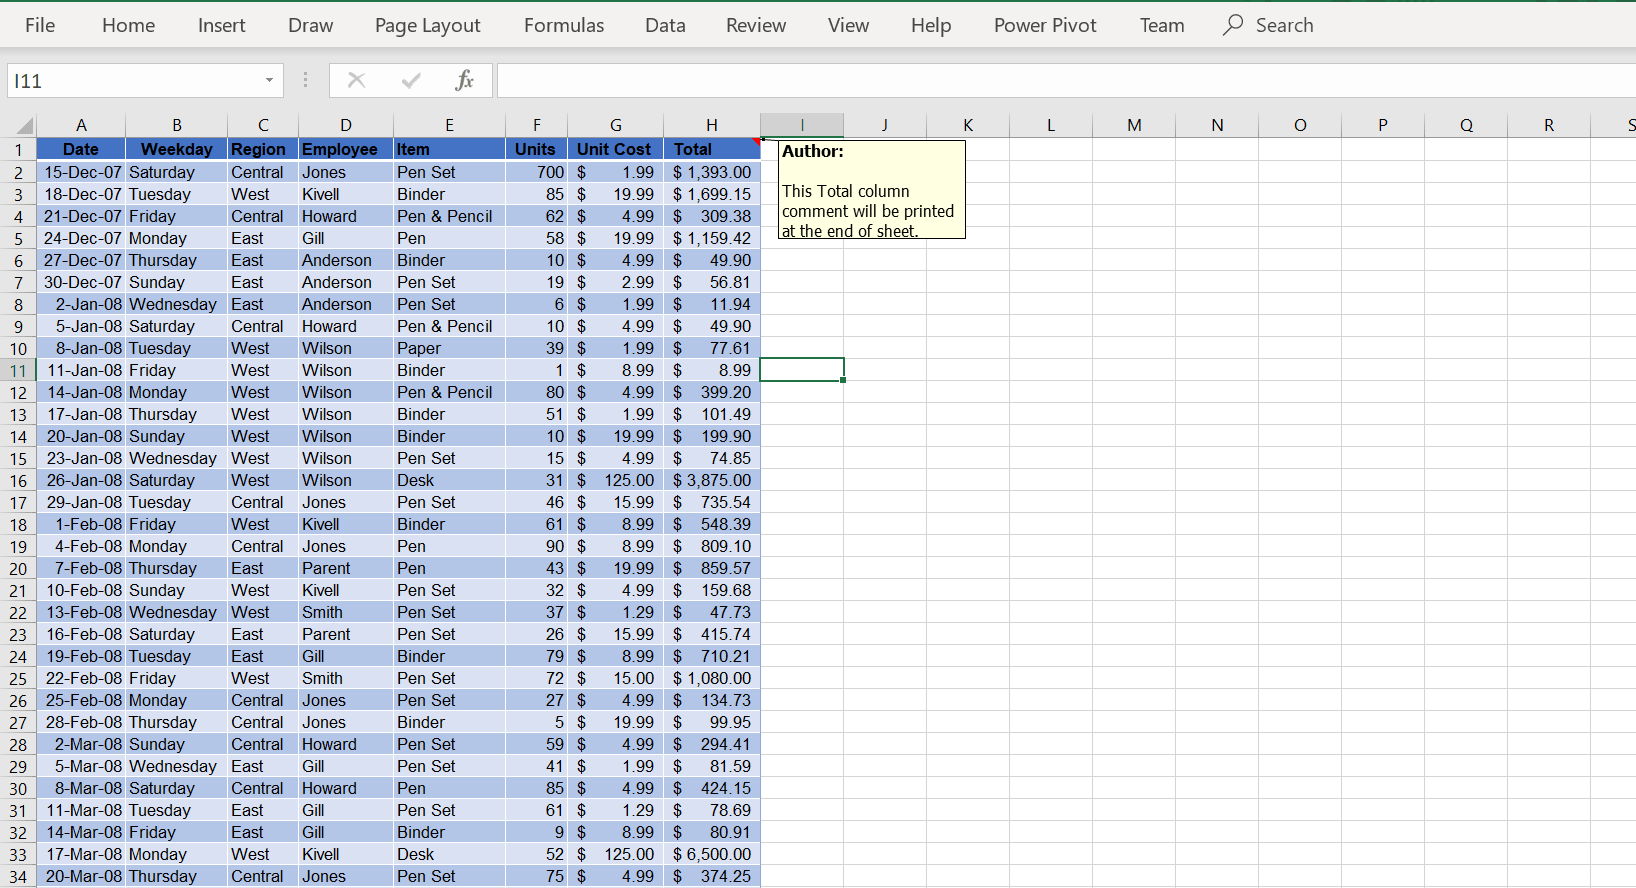 File Home Insert Draw Page Layout Formulas Data Review View Help Power Pivot Team Search
I11 fx
A B C D E F G H I J K L M N O P Q R S
1 Date Weekday Region Employee Item Units Unit Cost Total
Author:
This Total column
comment will be printed
at the end of sheet.
2 15-Dec-07 Saturday Central Jones Pen Set 700 $ 1.99 $ 1,393.00
3 18-Dec-07 Tuesday West Kivell Binder 85 $ 19.99 $ 1,699.15
4 21-Dec-07 Friday Central Howard Pen & Pencil 62 $ 4.99 $ 309.38
5 24-Dec-07 Monday East Gill Pen 58 $ 19.99 $ 1,159.42
6 27-Dec-07 Thursday East Anderson Binder 10 $ 4.99 $ 49.90
7 30-Dec-07 Sunday East Anderson Pen Set 19 $ 2.99 $ 56.81
8 2-Jan-08 Wednesday East Anderson Pen Set 6 $ 1.99 $ 11.94
9 5-Jan-08 Saturday Central Howard Pen & Pencil 10 $ 4.99 $ 49.90
10 8-Jan-08 Tuesday West Wilson Paper 39 $ 1.99 $ 77.61
11 11-Jan-08 Friday West Wilson Binder 1 $ 8.99 $ 8.99
12 14-Jan-08 Monday West Wilson Pen & Pencil 80 $ 4.99 $ 399.20
13 17-Jan-08 Thursday West Wilson Binder 51 $ 1.99 $ 101.49
14 20-Jan-08 Sunday West Wilson Binder 10 $ 19.99 $ 199.90
15 23-Jan-08 Wednesday West Wilson Pen Set 15 $ 4.99 $ 74.85
16 26-Jan-08 Saturday West Wilson Desk 31 $ 125.00 $ 3,875.00
17 29-Jan-08 Tuesday Central Jones Pen Set 46 $ 15.99 $ 735.54
18 1-Feb-08 Friday West Kivell Binder 61 $ 8.99 $ 548.39
19 4-Feb-08 Monday Central Jones Pen 90 $ 8.99 $ 809.10
20 7-Feb-08 Thursday East Parent Pen 43 $ 19.99 $ 859.57
21 10-Feb-08 Sunday West Kivell Pen Set 32 $ 4.99 $ 159.68
22 13-Feb-08 Wednesday West Smith Pen Set 37 $ 1.29 $ 47.73
23 16-Feb-08 Saturday East Parent Pen Set 26 $ 15.99 $ 415.74
24 19-Feb-08 Tuesday East Gill Binder 79 $ 8.99 $ 710.21
25 22-Feb-08 Friday West Smith Pen Set 72 $ 15.00 $ 1,080.00
26 25-Feb-08 Monday Central Jones Pen Set 27 $ 4.99 $ 134.73
27 28-Feb-08 Thursday Central Jones Binder 5 $ 19.99 $ 99.95
28 2-Mar-08 Sunday Central Howard Pen Set 59 $ 4.99 $ 294.41
29 5-Mar-08 Wednesday East Gill Pen Set 41 $ 1.99 $ 81.59
30 8-Mar-08 Saturday Central Howard Pen 85 $ 4.99 $ 424.15
31 11-Mar-08 Tuesday East Gill Pen Set 61 $ 1.29 $ 78.69
32 14-Mar-08 Friday East Gill Binder 9 $ 8.99 $ 80.91
33 17-Mar-08 Monday West Kivell Desk 52 $ 125.00 $ 6,500.00
34 20-Mar-08 Thursday Central Jones Pen Set 75 $ 4.99 $ 374.25